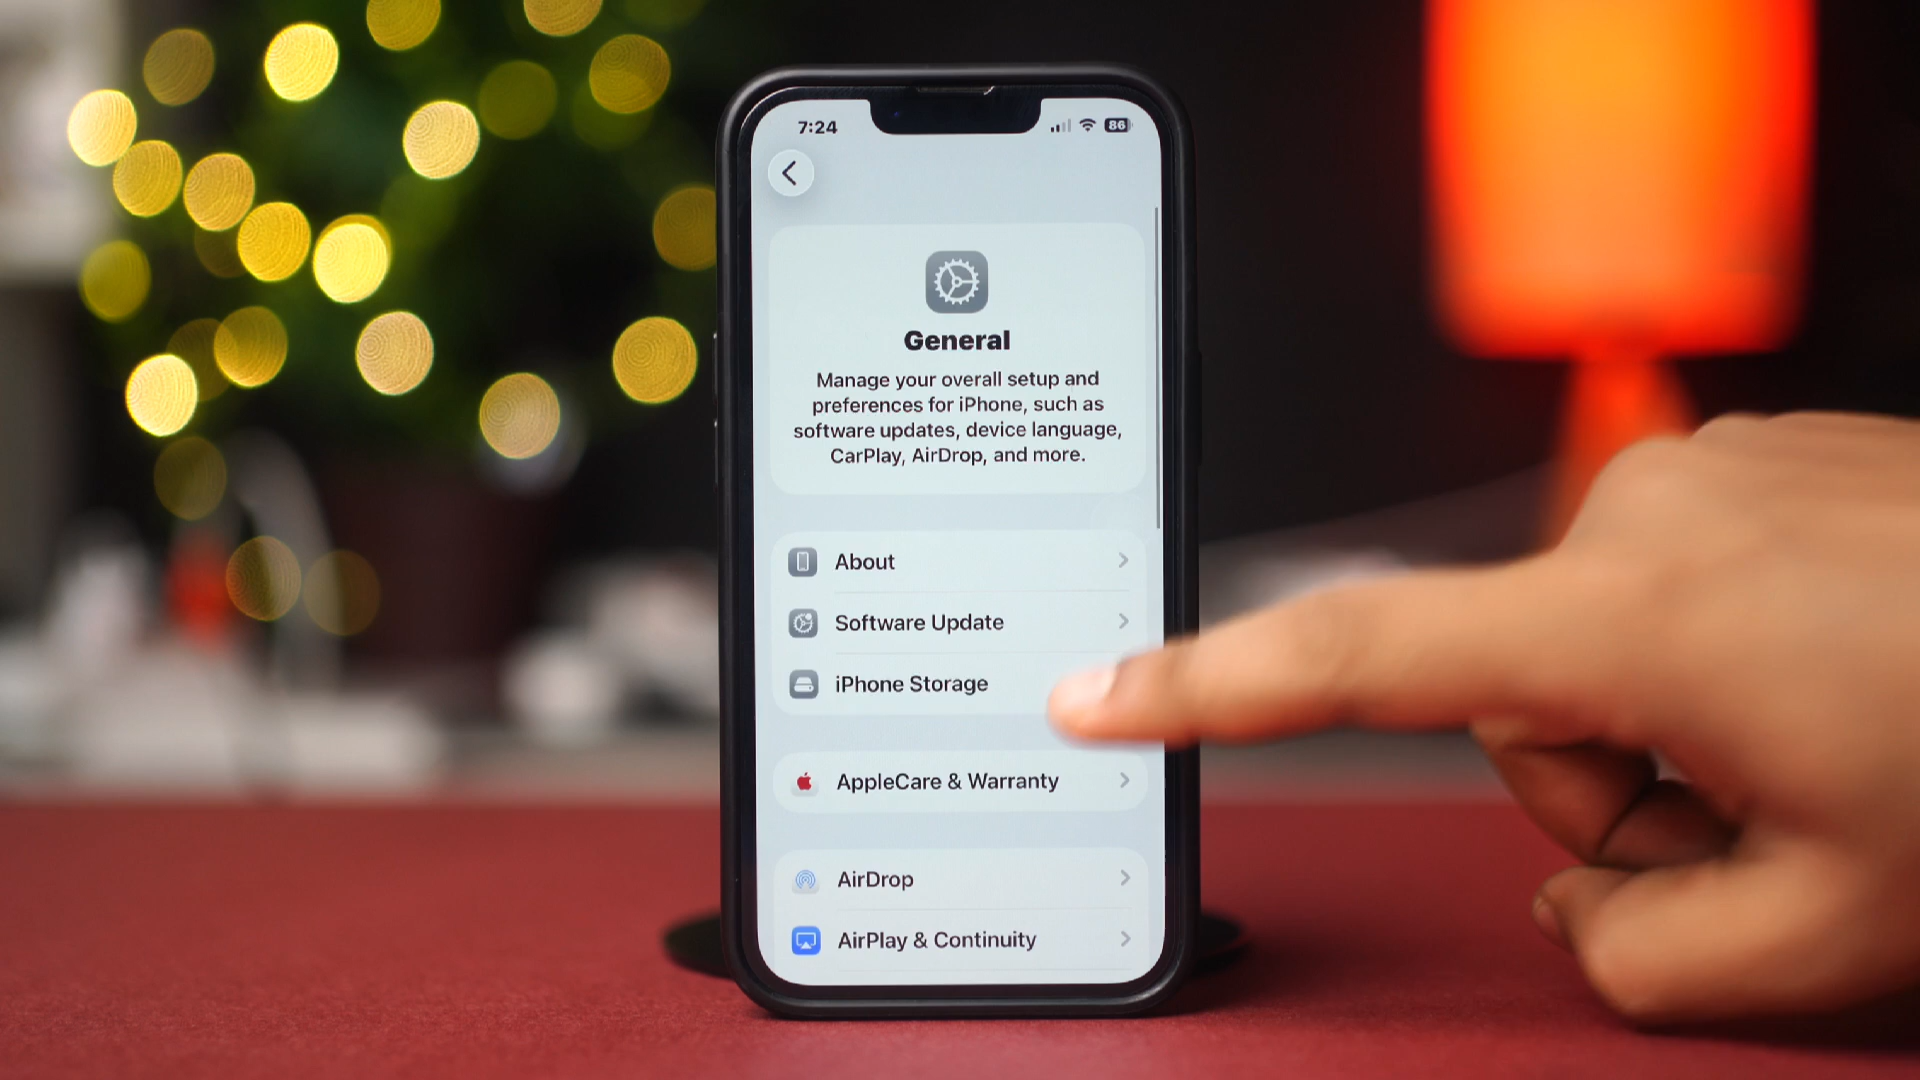 7:24
86
General
Manage your overall setup and
preferences for iPhone, such as
software updates, device language,
CarPlay, AirDrop, and more.
About
Software Update
iPhone Storage
AppleCare & Warranty
AirDrop
AirPlay & Continuity